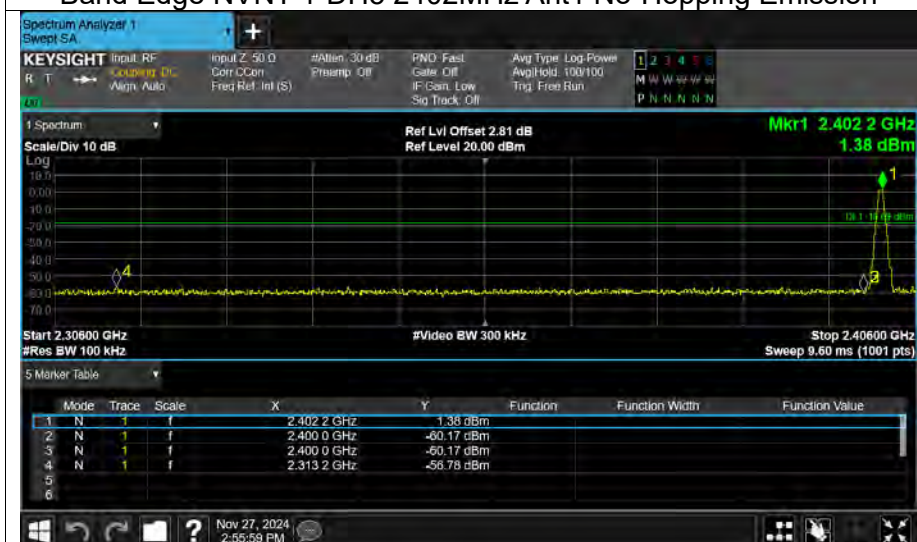 Band Edge NVNT 1-DH5 2402MHz Ant1 No-Hopping Emission
Spectrum Analyzer 1
Swept SA
+
KEYSIGHT Input: RF Input Z: 50 Ω #Atten: 30 dB PNO: Fast Avg Type: Log-Power 1 2 3 4 5 6
R T Coupling: DC Corr CCorr Preamp: Off Gate: Off Avg|Hold: 100/100 M W W W W W
Align: Auto Freq Ref: Int (S) IF Gain: Low Trig: Free Run
Sig Track: Off P N N N N N
1 Spectrum Ref Lvl Offset 2.81 dB Mkr1 2.402 2 GHz
Scale/Div 10 dB Ref Level 20.00 dBm 1.38 dBm
Log
10.0
0.00
-10.0
-20.0
-30.0
-40.0
-50.0
-60.0
-70.0
1
4
Start 2.30600 GHz #Video BW 300 kHz Stop 2.40600 GHz
#Res BW 100 kHz Sweep 9.60 ms (1001 pts)
5 Marker Table
Mode Trace Scale X Y Function Function Width Function Value
1 N 1 f 2.402 2 GHz 1.38 dBm
2 N 1 f 2.400 0 GHz -60.17 dBm
3 N 1 f 2.400 0 GHz -60.17 dBm
4 N 1 f 2.313 2 GHz -56.78 dBm
5
6
? Nov 27, 2024
2:55:59 PM